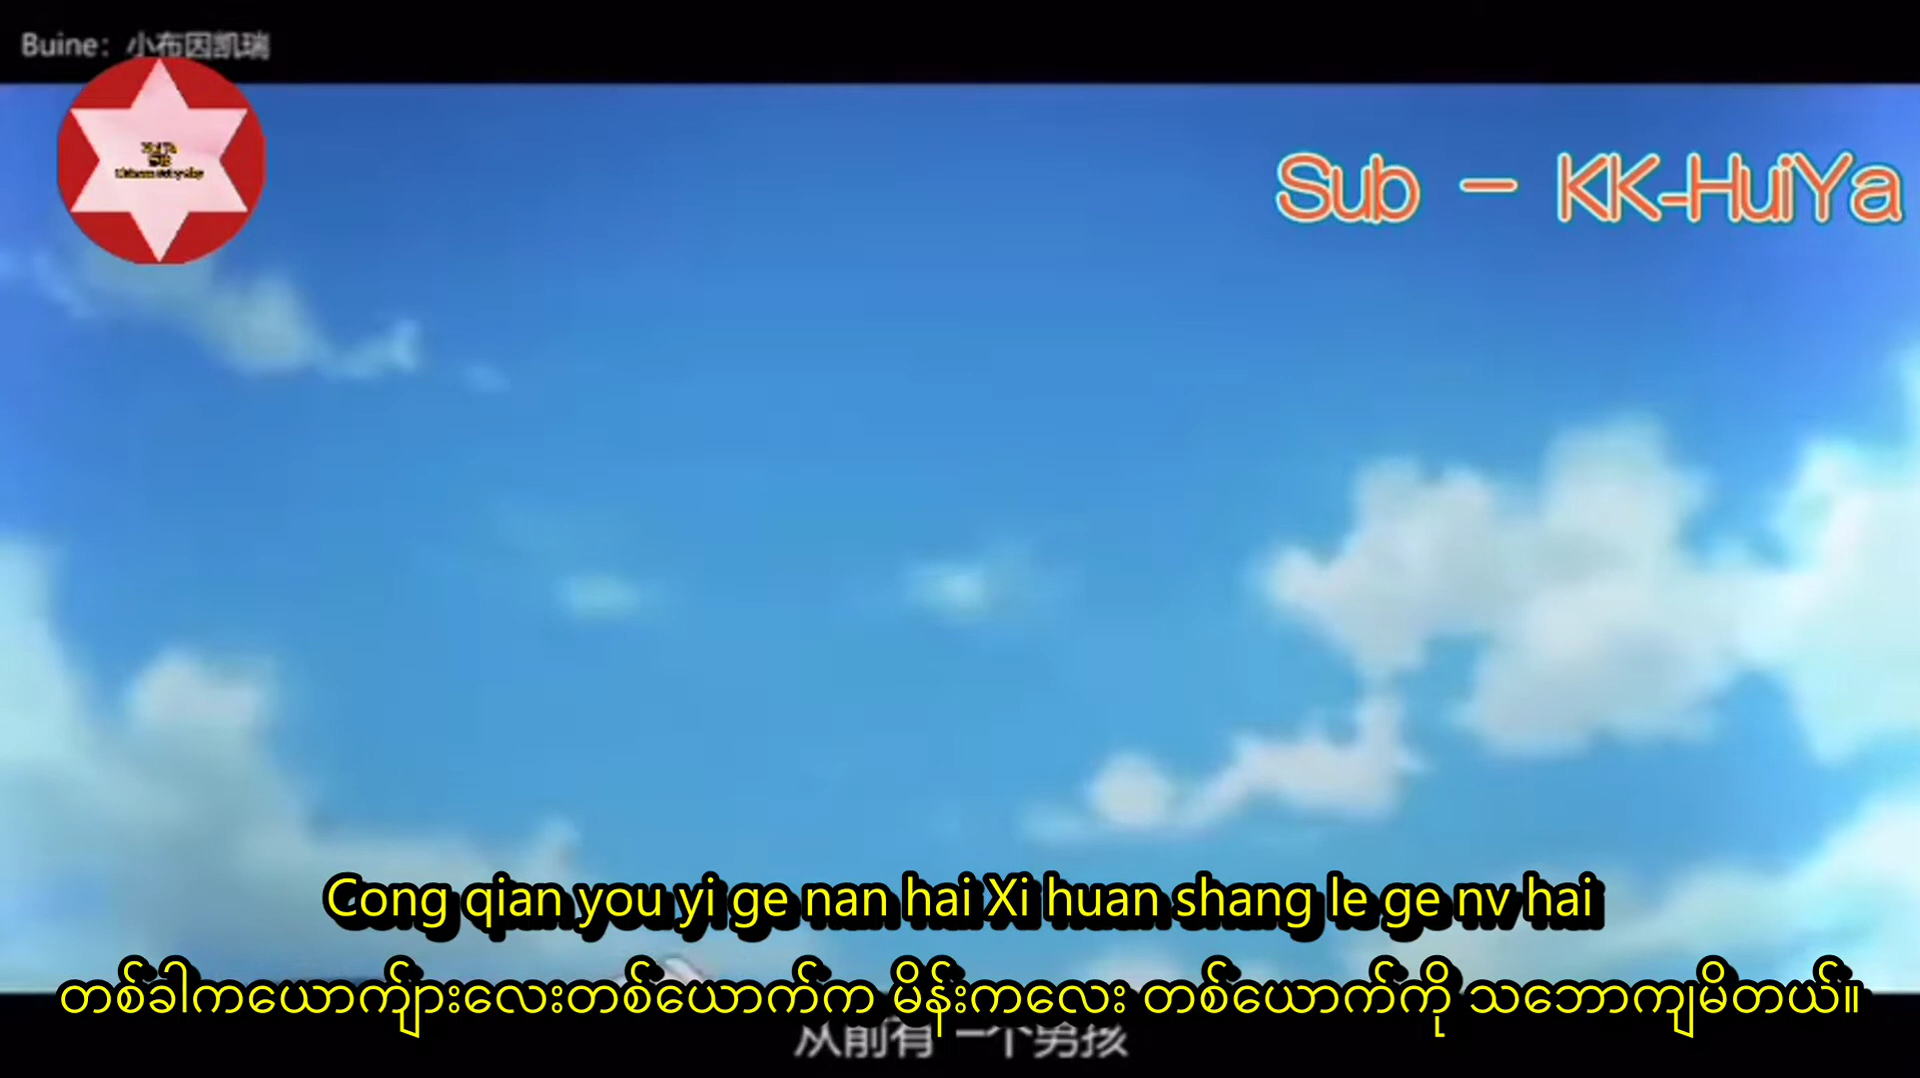 Buine：小布因凯瑞
Sub - KK-HuiYa
Cong qian you yi ge nan hai Xi huan shang le ge nv hai
တစ်ခါကယောက်ျားလေးတစ်ယောက်က မိန်းကလေး တစ်ယောက်ကို သဘောကျမိတယ်။
从前有一个男孩